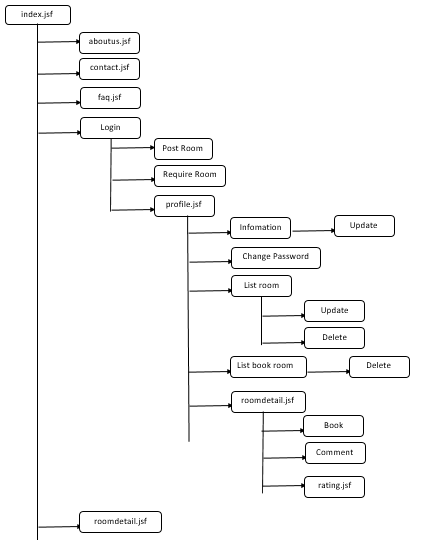 index.jsf
aboutus.jsf
contact.jsf
faq.jsf
Login
Post Room
Require Room
profile.jsf
Infomation
Update
Change Password
List room
Update
Delete
List book room
Delete
roomdetail.jsf
Book
Comment
rating.jsf
roomdetail.jsf